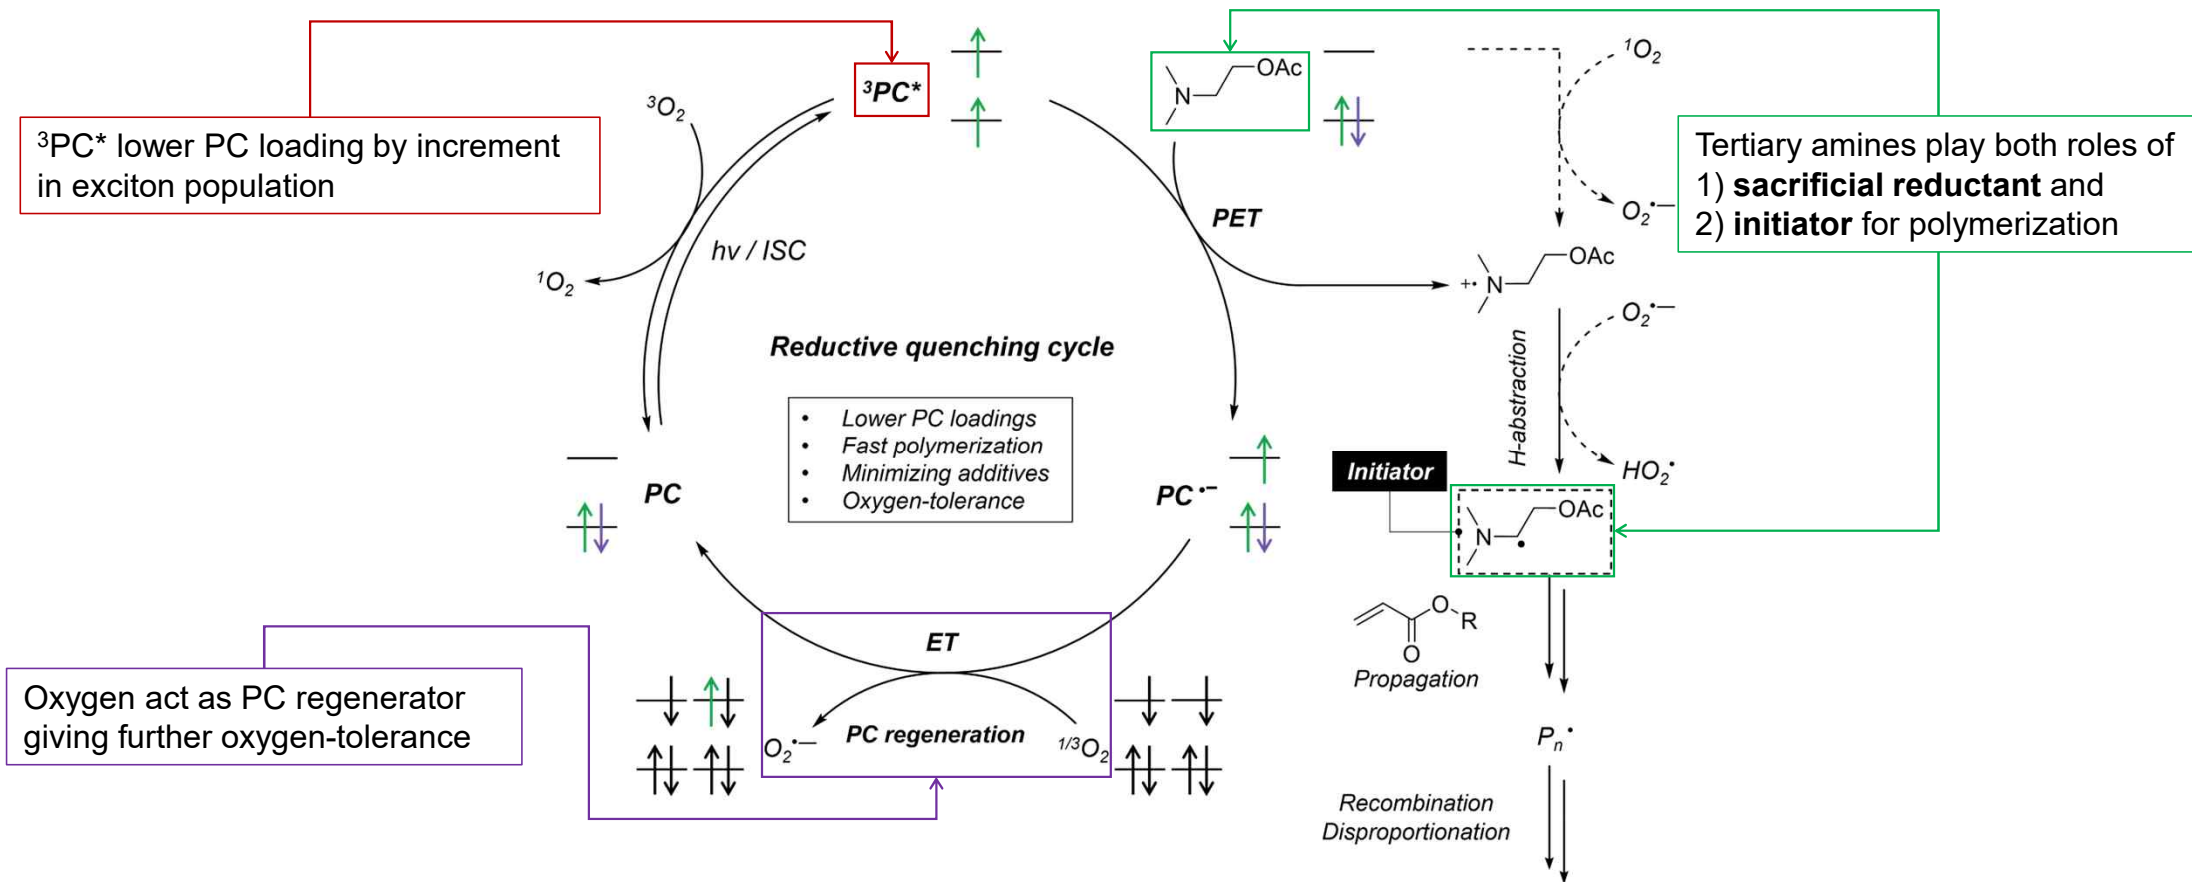 ³PC* lower PC loading by increment
in exciton population
³O₂
¹O₂
hv / ISC
³PC*
N
OAc
PET
¹O₂
O₂•—
Tertiary amines play both roles of
1) sacrificial reductant and
2) initiator for polymerization
+• N
OAc
O₂•—
H-abstraction
HO₂•
Reductive quenching cycle
• Lower PC loadings
• Fast polymerization
• Minimizing additives
• Oxygen-tolerance
PC
PC •–
Initiator
N
OAc
ET
PC regeneration
O₂•—
¹/³O₂
Oxygen act as PC regenerator
giving further oxygen-tolerance
O
R
O
Propagation
Pₙ•
Recombination
Disproportionation